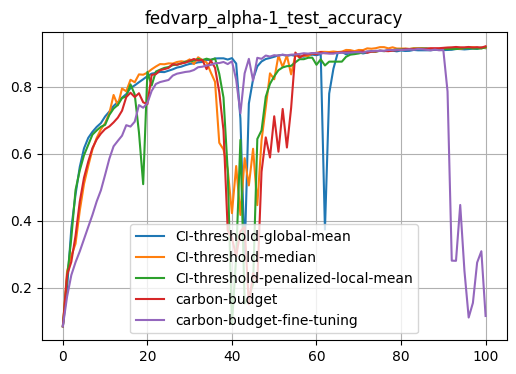 fedvarp_alpha-1_test_accuracy
0.8
0.6
0.4
0.2
CI-threshold-global-mean
CI-threshold-median
CI-threshold-penalized-local-mean
carbon-budget
carbon-budget-fine-tuning
0 20 40 60 80 100